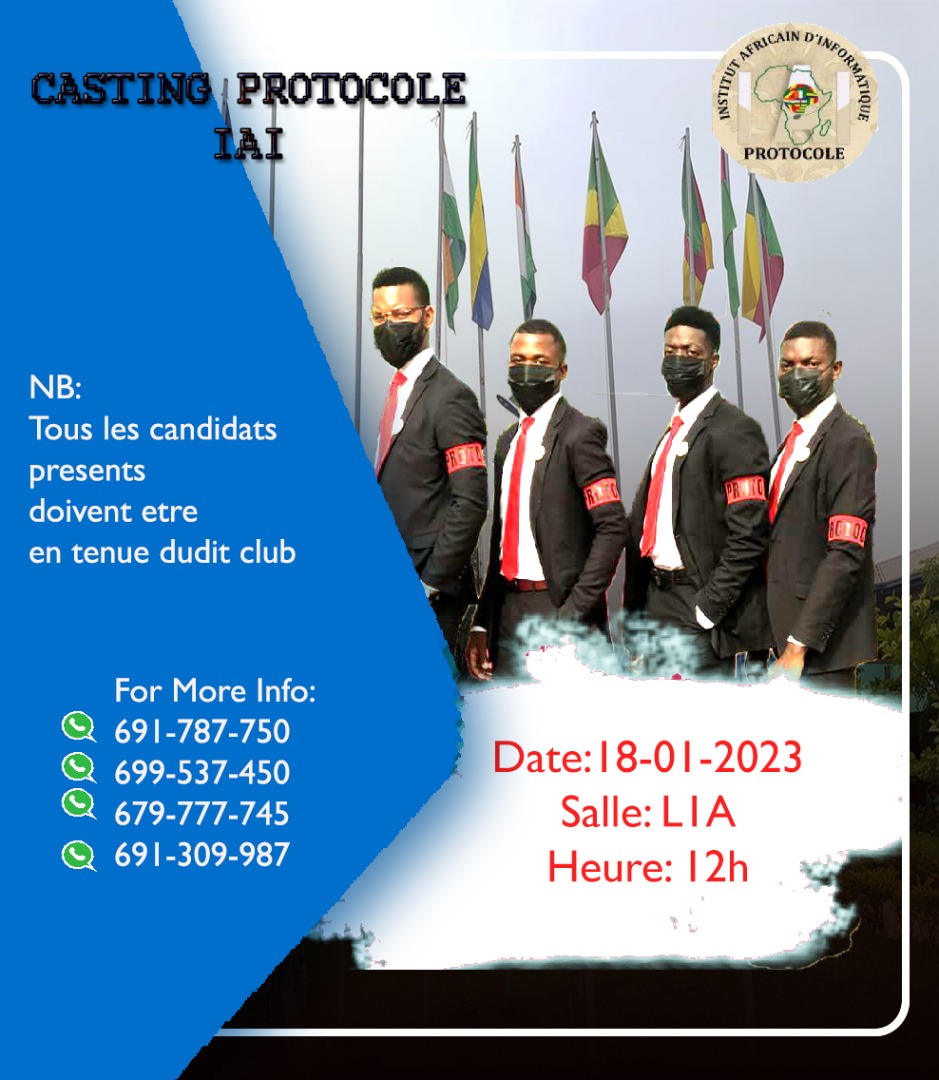 CASTING PROTOCOLE
IAI
INSTITUT AFRICAIN D'INFORMATIQUE
PROTOCOLE
NB:
Tous les candidats
presents
doivent etre
en tenue dudit club
For More Info:
691-787-750
699-537-450
679-777-745
691-309-987
Date:18-01-2023
Salle: L1A
Heure: 12h